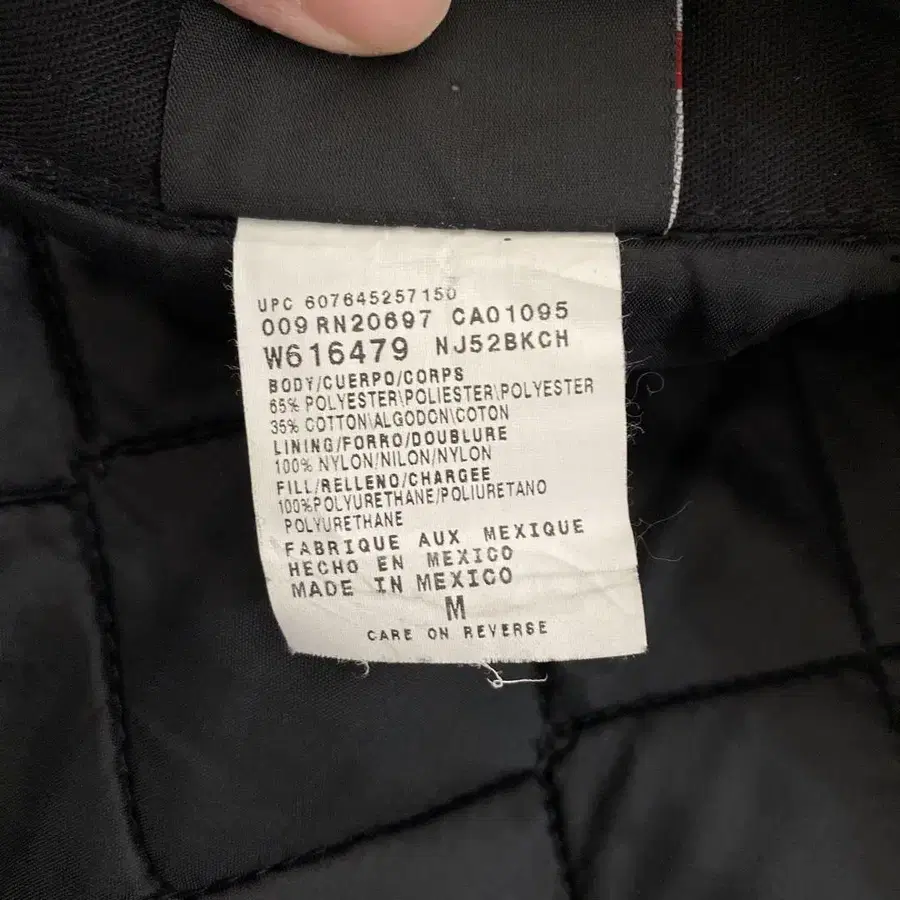 UPC 607645257150
009 RN20697 CA01095
W616479 NJ52BKCH
BODY/CUERPO/CORPS
65% POLYESTER\POLIESTER\POLYESTER
35% COTTON\ALGODON\COTON
LINING/FORRO/DOUBLURE
100% NYLON/NILON/NYLON
FILL/RELLENO/CHARGEE
100%POLYURETHANE/POLIURETANO
POLYURETHANE
FABRIQUE AUX MEXIQUE
HECHO EN MEXICO
MADE IN MEXICO
M
CARE ON REVERSE